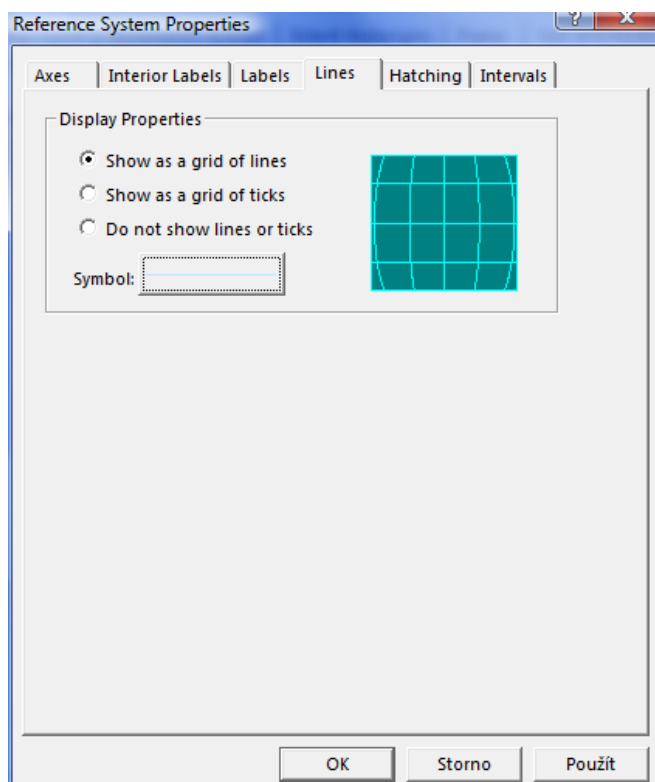 Reference System Properties
? X
Axes Interior Labels Labels Lines Hatching Intervals
Display Properties
Show as a grid of lines
Show as a grid of ticks
Do not show lines or ticks
Symbol:
OK Storno Použít